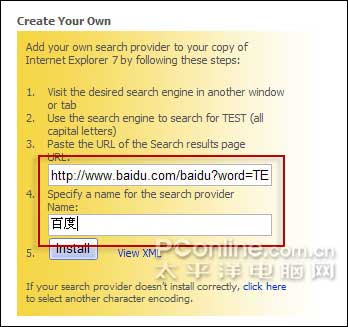 Create Your Own
Add your own search provider to your copy of
Internet Explorer 7 by following these steps:
1. Visit the desired search engine in another window
or tab
2. Use the search engine to search for TEST (all
capital letters)
3. Paste the URL of the Search results page
URL:
http://www.baidu.com/baidu?word=TE
4. Specify a name for the search provider
Name:
百度
5. Install View XML
PConline.com.cn
太平洋电脑网
If your search provider doesn't install correctly, click here
to select another character encoding.